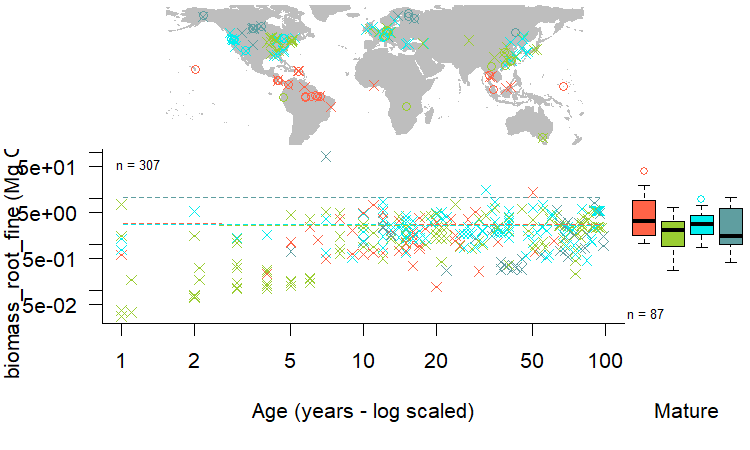 n = 307
5e+01
5e+00
5e-01
5e-02
biomass_root_fine (Mg C
1 2 5 10 20 50 100
n = 87
Age (years - log scaled)
Mature